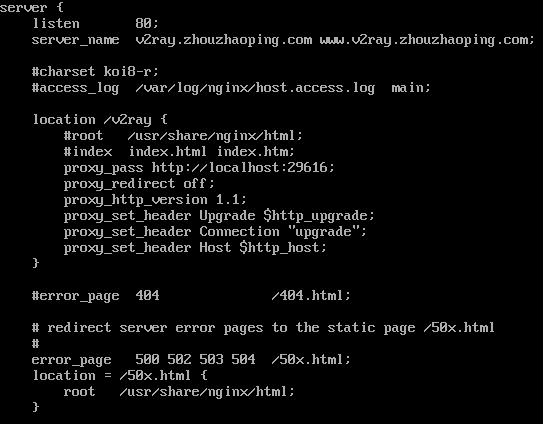 server {
    listen       80;
    server_name  v2ray.zhouzhaoping.com www.v2ray.zhouzhaoping.com;
    #charset koi8-r;
    #access_log  /var/log/nginx/host.access.log  main;
    location /v2ray {
        #root   /usr/share/nginx/html;
        #index  index.html index.htm;
        proxy_pass http://localhost:29616;
        proxy_redirect off;
        proxy_http_version 1.1;
        proxy_set_header Upgrade $http_upgrade;
        proxy_set_header Connection "upgrade";
        proxy_set_header Host $http_host;
    }
    #error_page  404              /404.html;
    # redirect server error pages to the static page /50x.html
    #
    error_page   500 502 503 504  /50x.html;
    location = /50x.html {
        root   /usr/share/nginx/html;
    }